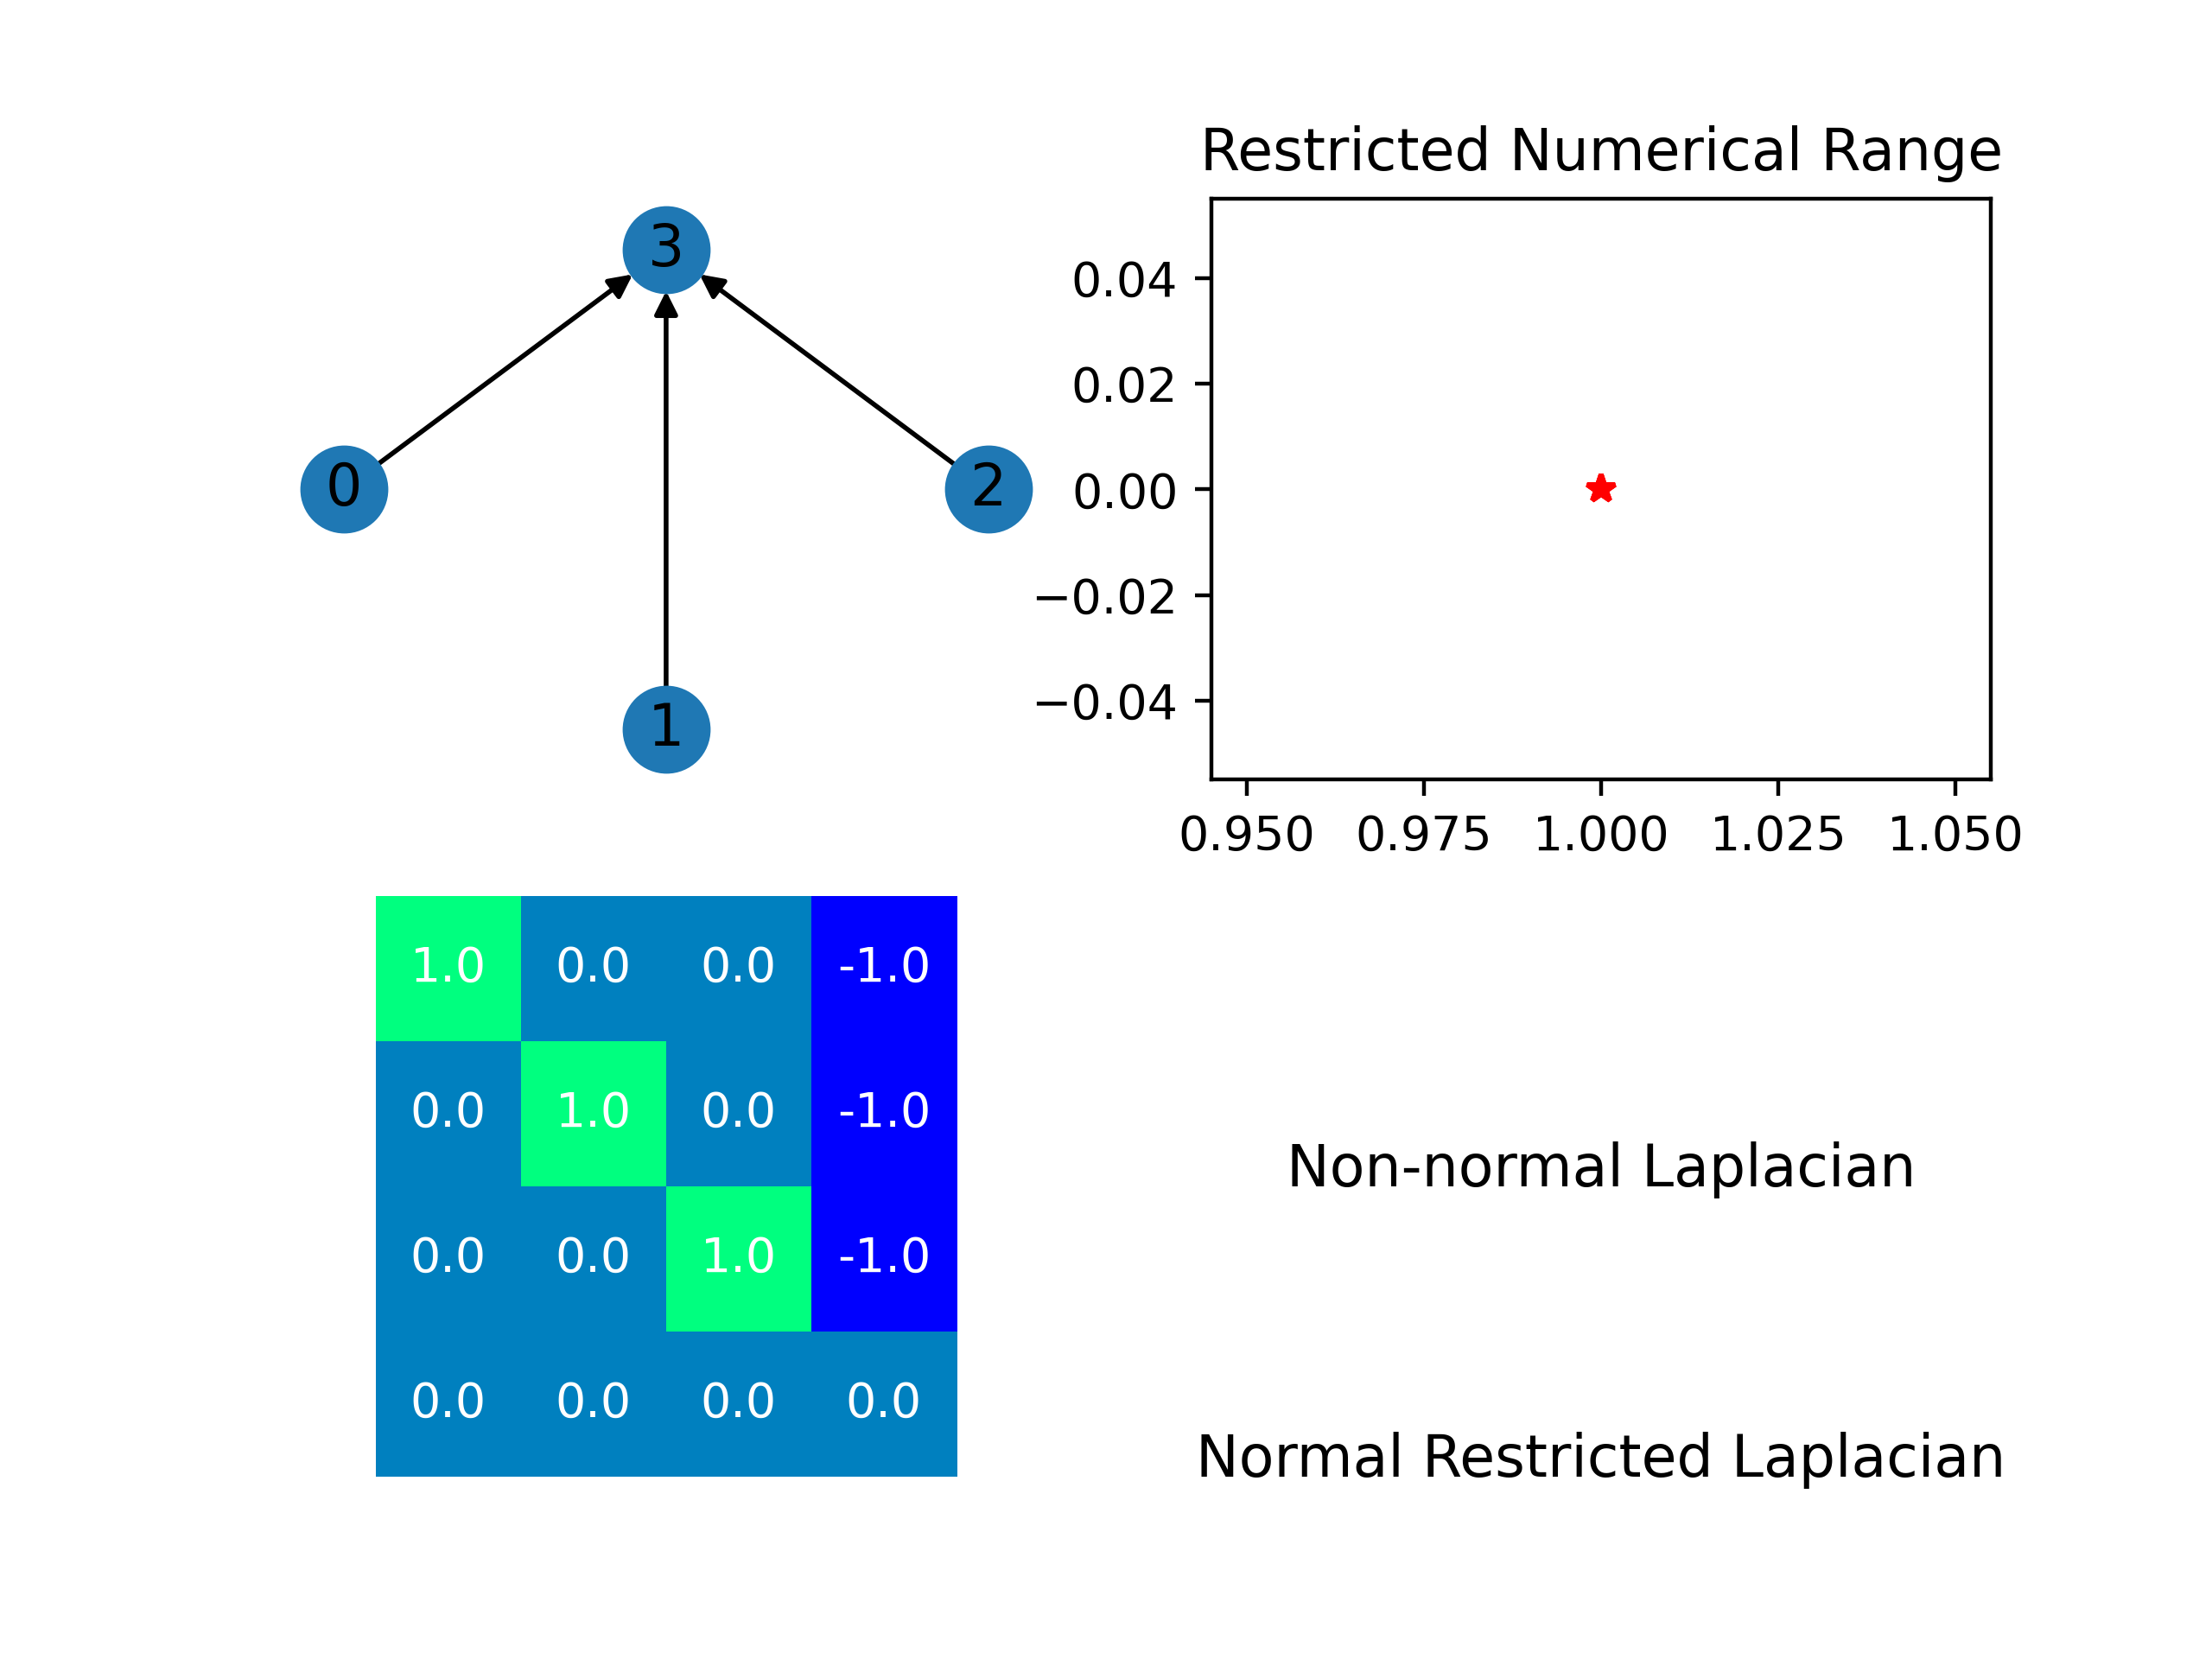 3
0
2
1
Restricted Numerical Range
0.04
0.02
0.00
−0.02
−0.04
0.950 0.975 1.000 1.025 1.050
1.0 0.0 0.0 -1.0
0.0 1.0 0.0 -1.0
0.0 0.0 1.0 -1.0
0.0 0.0 0.0 0.0
Non-normal Laplacian
Normal Restricted Laplacian